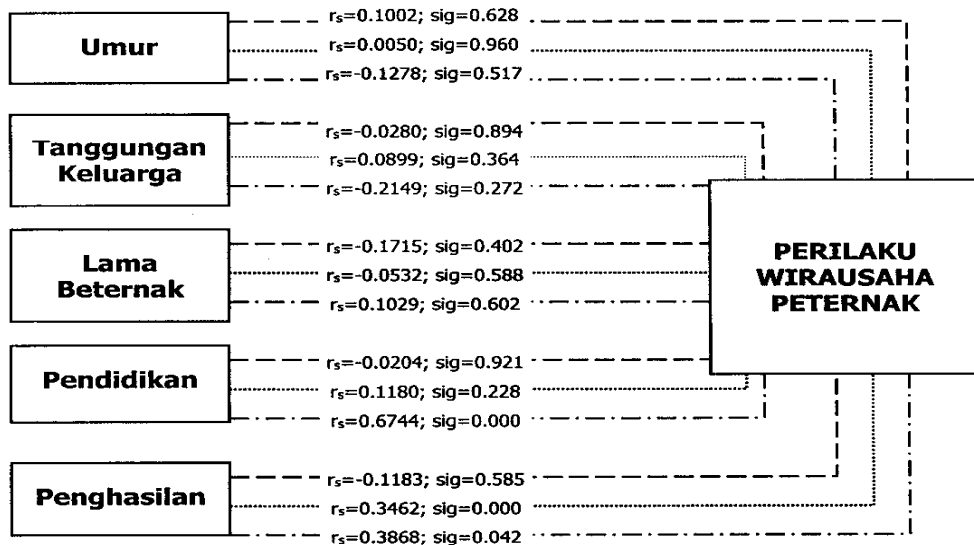 Umur
rs=0.1002; sig=0.628
rs=0.0050; sig=0.960
rs=-0.1278; sig=0.517
Tanggungan
Keluarga
rs=-0.0280; sig=0.894
rs=0.0899; sig=0.364
rs=-0.2149; sig=0.272
Lama
Beternak
rs=-0.1715; sig=0.402
rs=-0.0532; sig=0.588
rs=0.1029; sig=0.602
PERILAKU
WIRAUSAHA
PETERNAK
Pendidikan
rs=-0.0204; sig=0.921
rs=0.1180; sig=0.228
rs=0.6744; sig=0.000
Penghasilan
rs=-0.1183; sig=0.585
rs=0.3462; sig=0.000
rs=0.3868; sig=0.042